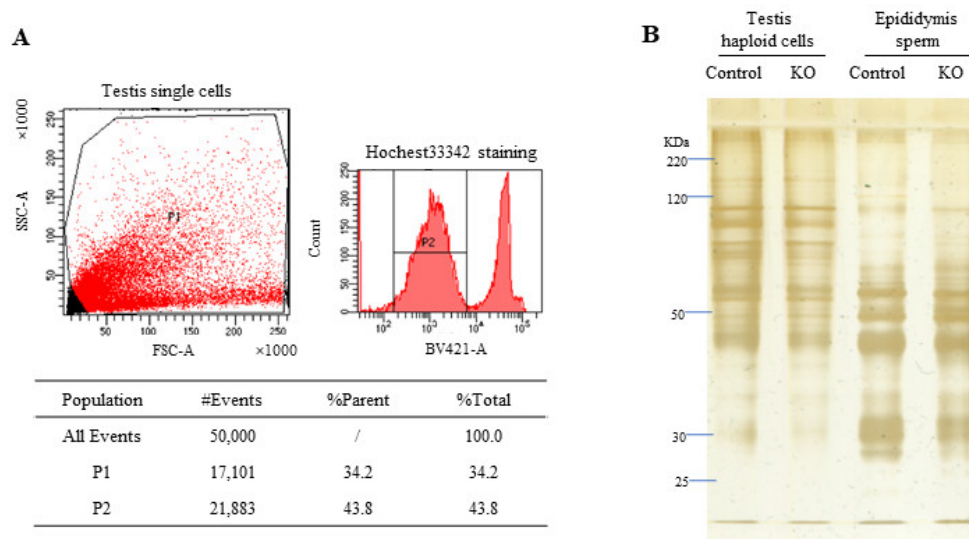 A
Testis single cells
×1000
SSC-A
50
100
150
200
250
P1
50
100
150
200
250
FSC-A
×1000
Hochest33342 staining
Count
0
50
100
150
200
250
P2
10²
10³
10⁴
10⁵
BV421-A
Population #Events %Parent %Total
All Events 50,000 / 100.0
P1 17,101 34.2 34.2
P2 21,883 43.8 43.8
B
Testis
haploid cells
Epididymis
sperm
Control KO Control KO
KDa
220
120
50
30
25